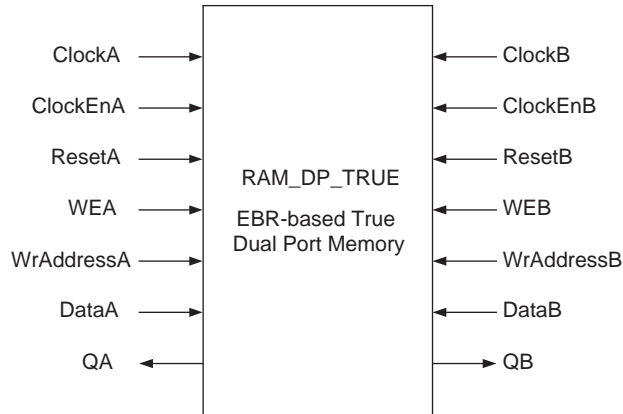 ClockA
ClockB
ClockEnA
ClockEnB
ResetA
ResetB
RAM_DP_TRUE
WEA
WEB
EBR-based True
Dual Port Memory
WrAddressA
WrAddressB
DataA
DataB
QA
QB